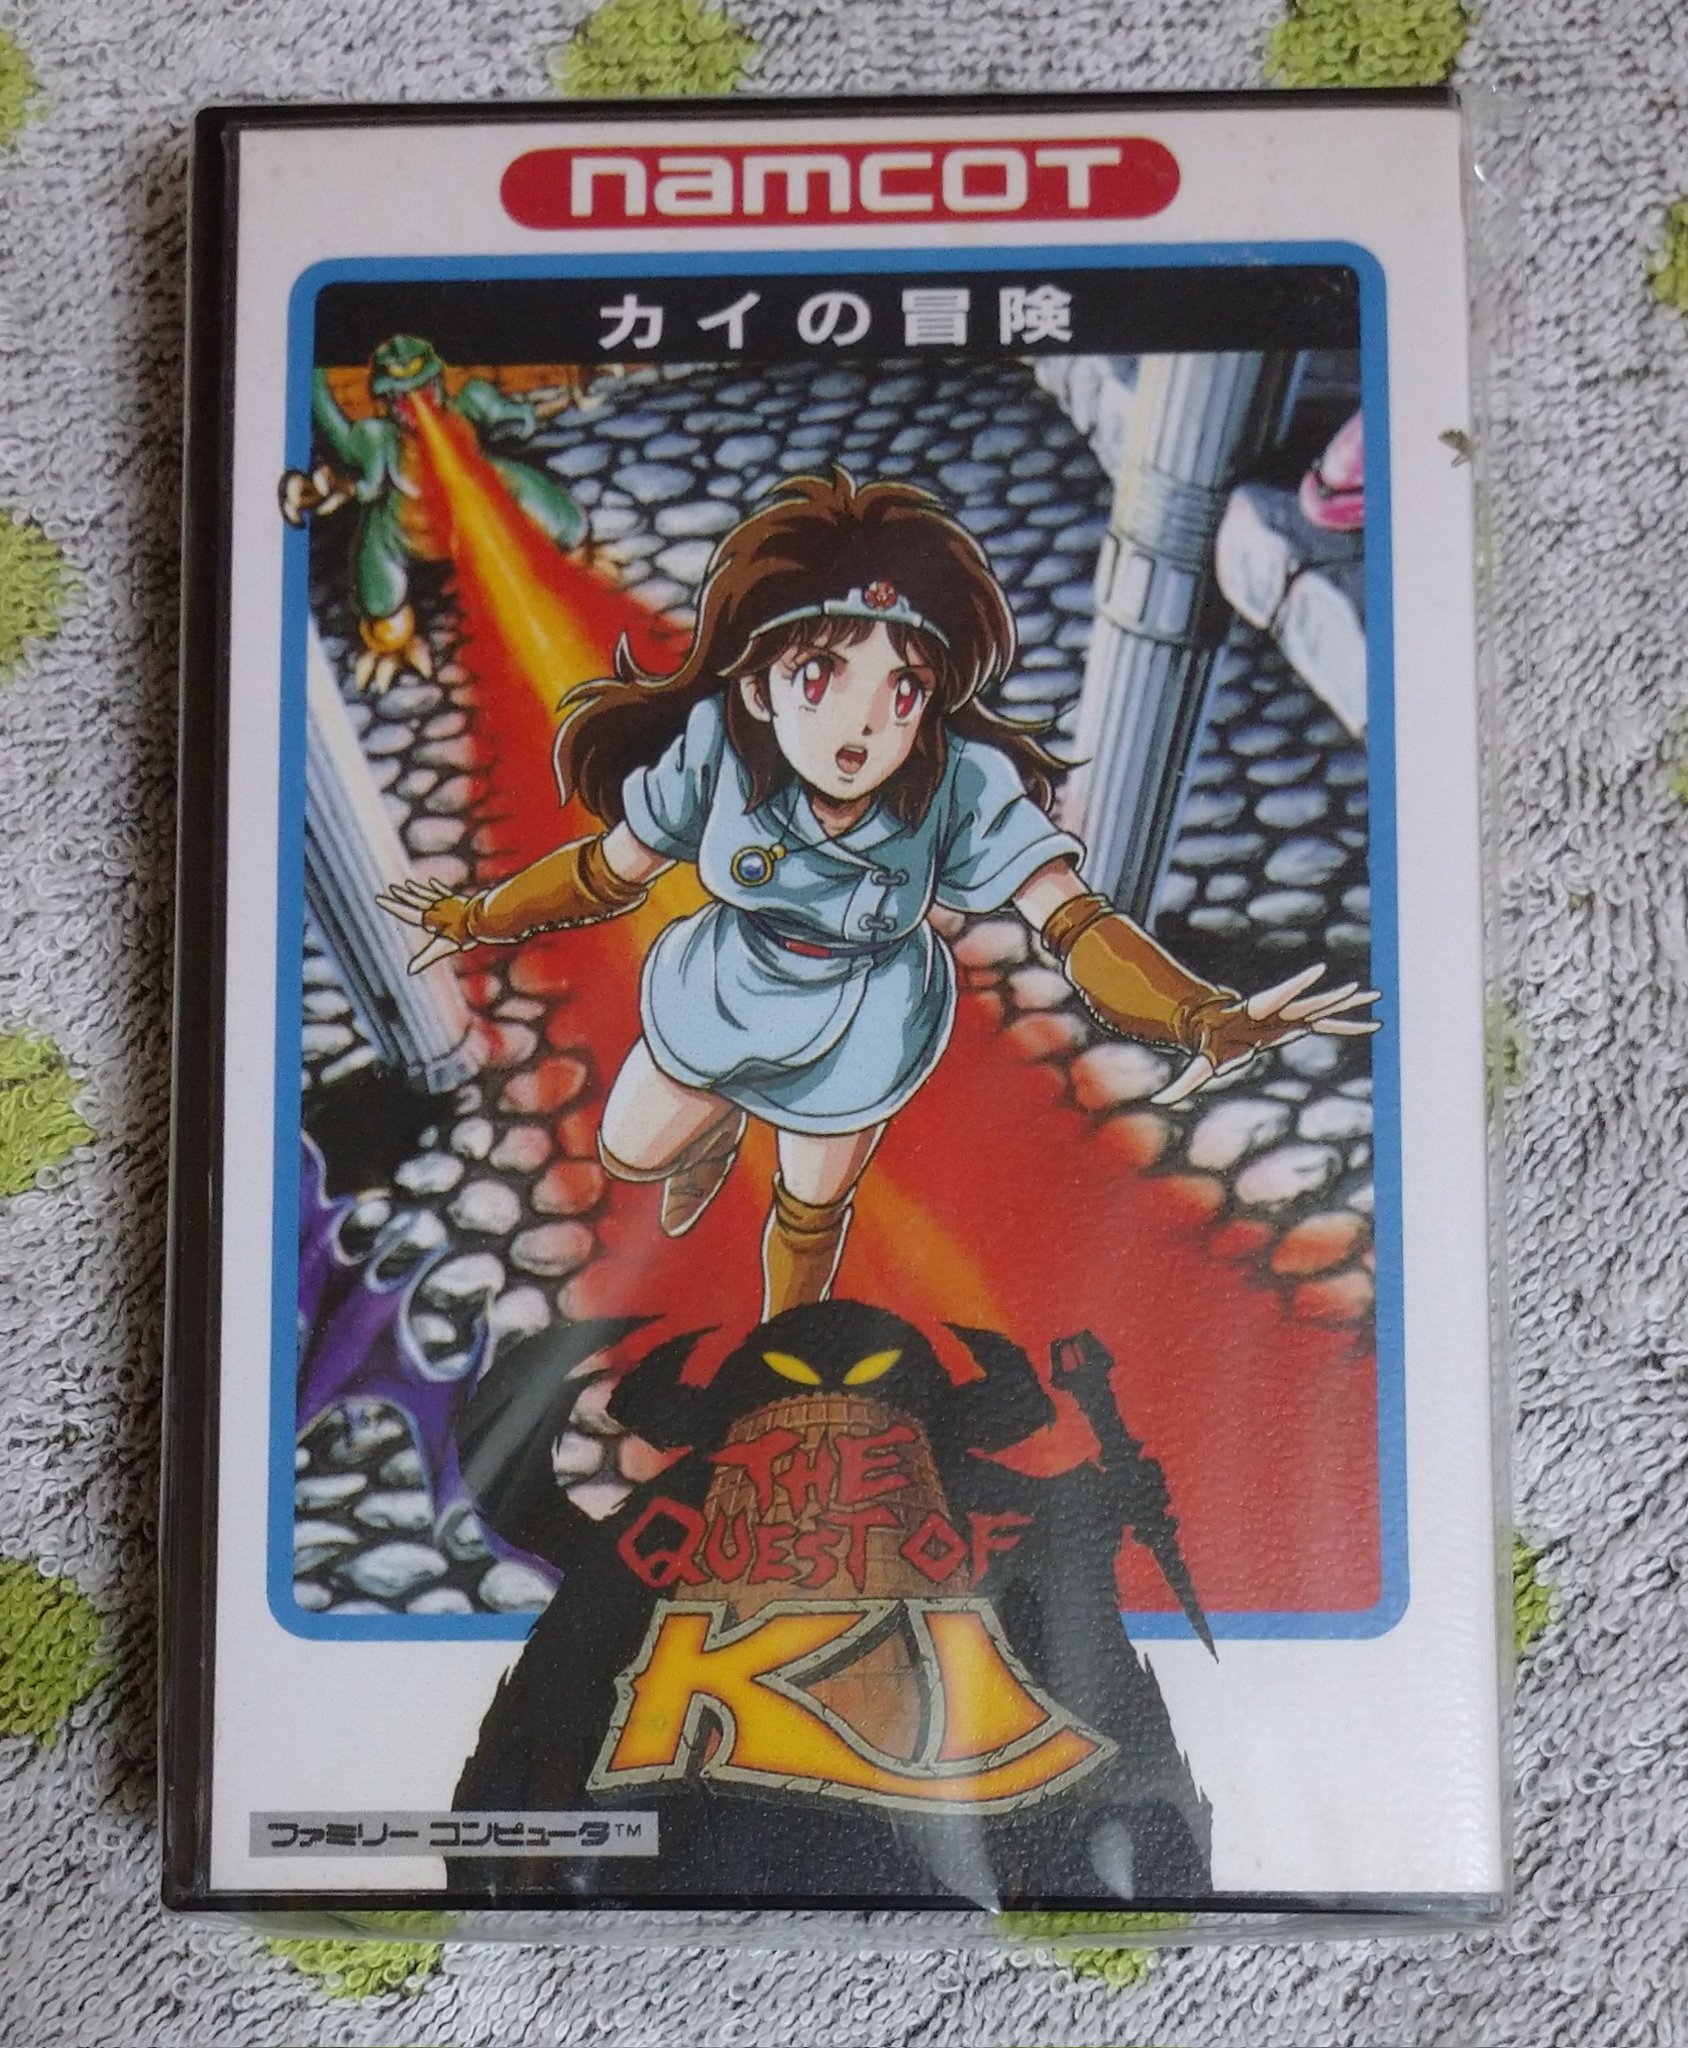 namcot
カイの冒険
THE
QUEST OF
KI
ファミリーコンピュータ™